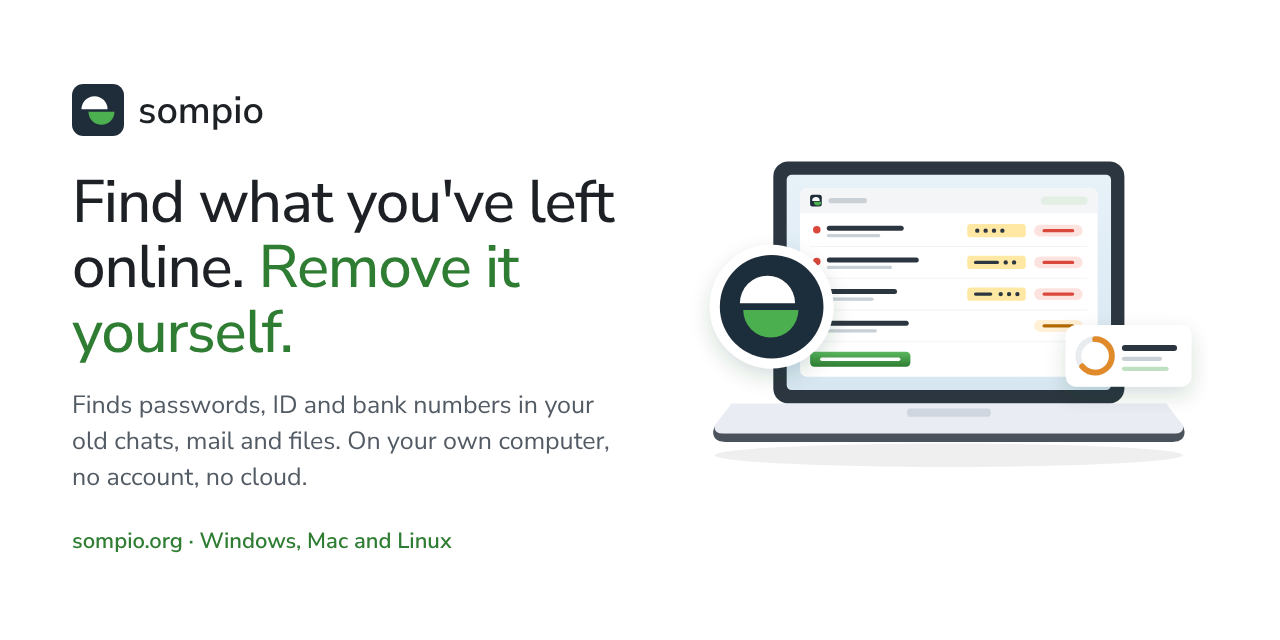 sompio
Find what you've left
online. Remove it
yourself.
Finds passwords, ID and bank numbers in your
old chats, mail and files. On your own computer,
no account, no cloud.
sompio.org · Windows, Mac and Linux